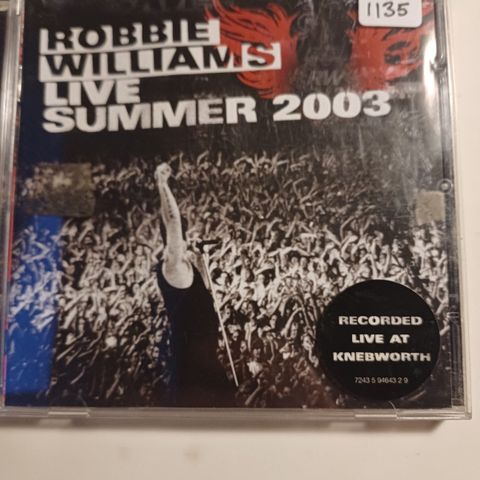 1135
ROBBIE
WILLIAMS
LIVE
SUMMER 2003
RECORDED
LIVE AT
KNEBWORTH
7243 5 94643 2 9